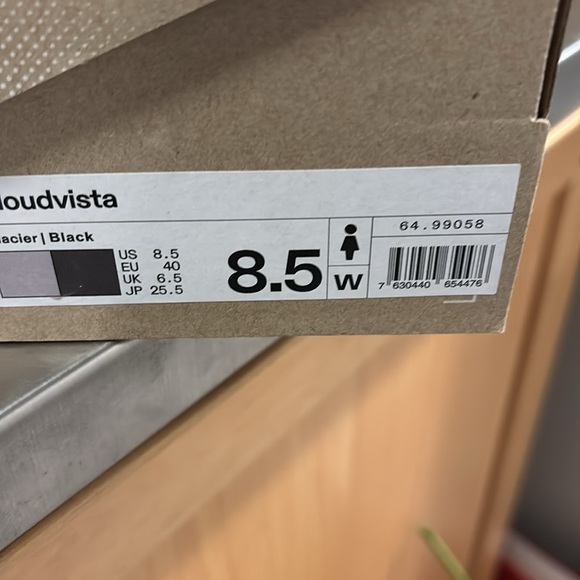 loudvista
acier | Black
US 8.5
EU 40
UK 6.5
JP 25.5
8.5
W
64.99058
7 630440 654476